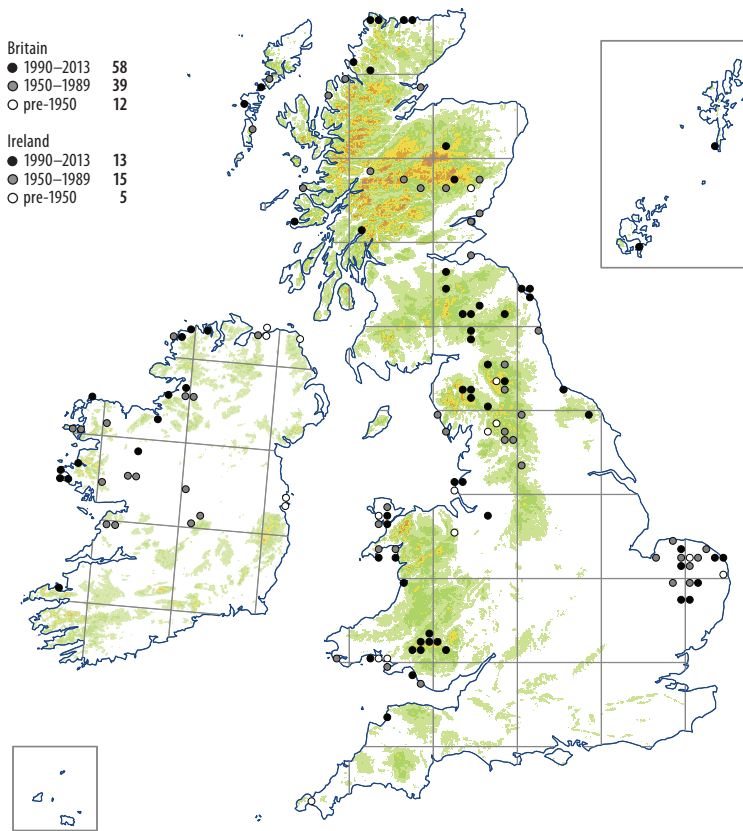 Britain
● 1990–2013 58
● 1950–1989 39
○ pre-1950 12
Ireland
● 1990–2013 13
● 1950–1989 15
○ pre-1950 5